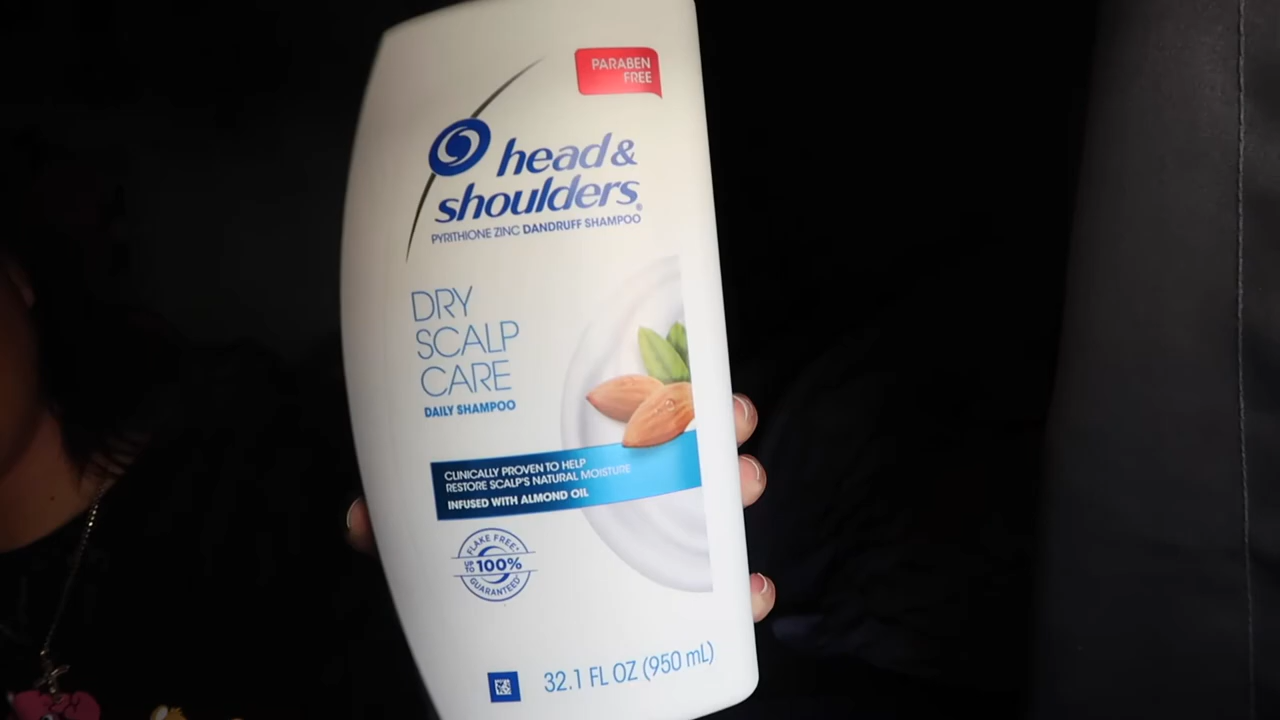 PARABEN
FREE
head &
shoulders®
PYRITHIONE ZINC DANDRUFF SHAMPOO
DRY
SCALP
CARE
DAILY SHAMPOO
CLINICALLY PROVEN TO HELP
RESTORE SCALP'S NATURAL MOISTURE
INFUSED WITH ALMOND OIL
FLAKE FREE*
UP TO 100%
GUARANTEED*
32.1 FL OZ (950 mL)